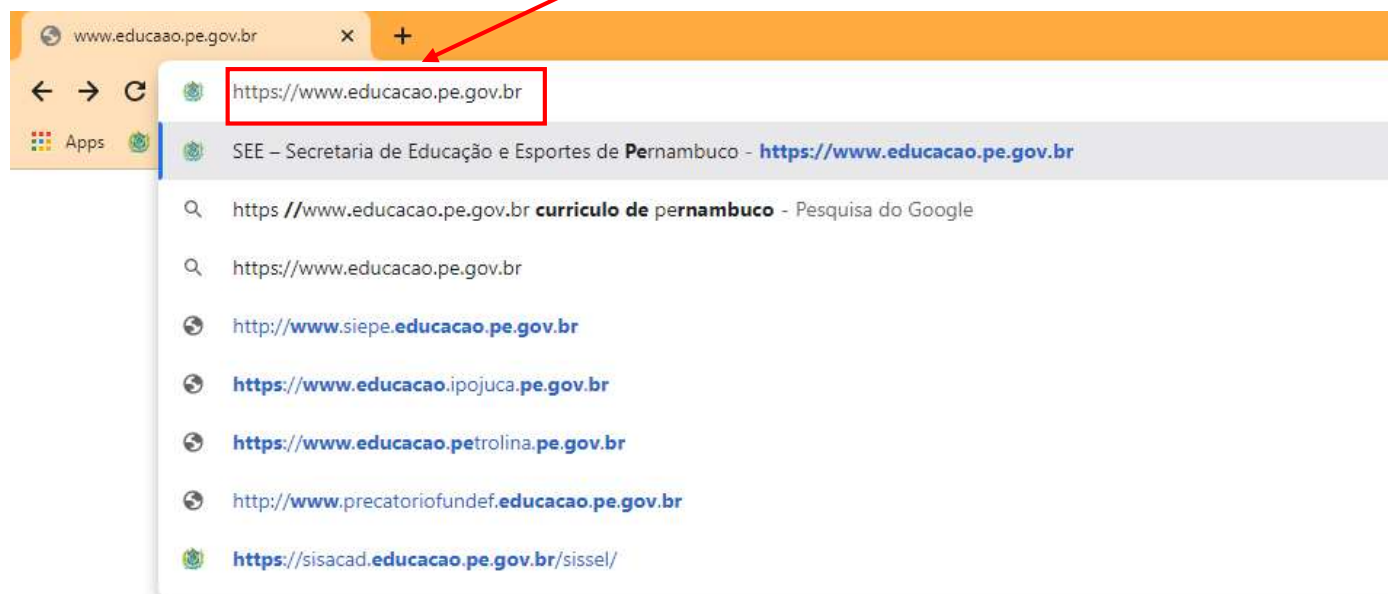 www.educaao.pe.gov.br
https://www.educacao.pe.gov.br
Apps
SEE – Secretaria de Educação e Esportes de Pernambuco - https://www.educacao.pe.gov.br
https //www.educacao.pe.gov.br curriculo de pernambuco - Pesquisa do Google
https://www.educacao.pe.gov.br
http://www.siepe.educacao.pe.gov.br
https://www.educacao.ipojuca.pe.gov.br
https://www.educacao.petrolina.pe.gov.br
http://www.precatoriofundef.educacao.pe.gov.br
https://sisacad.educacao.pe.gov.br/sissel/